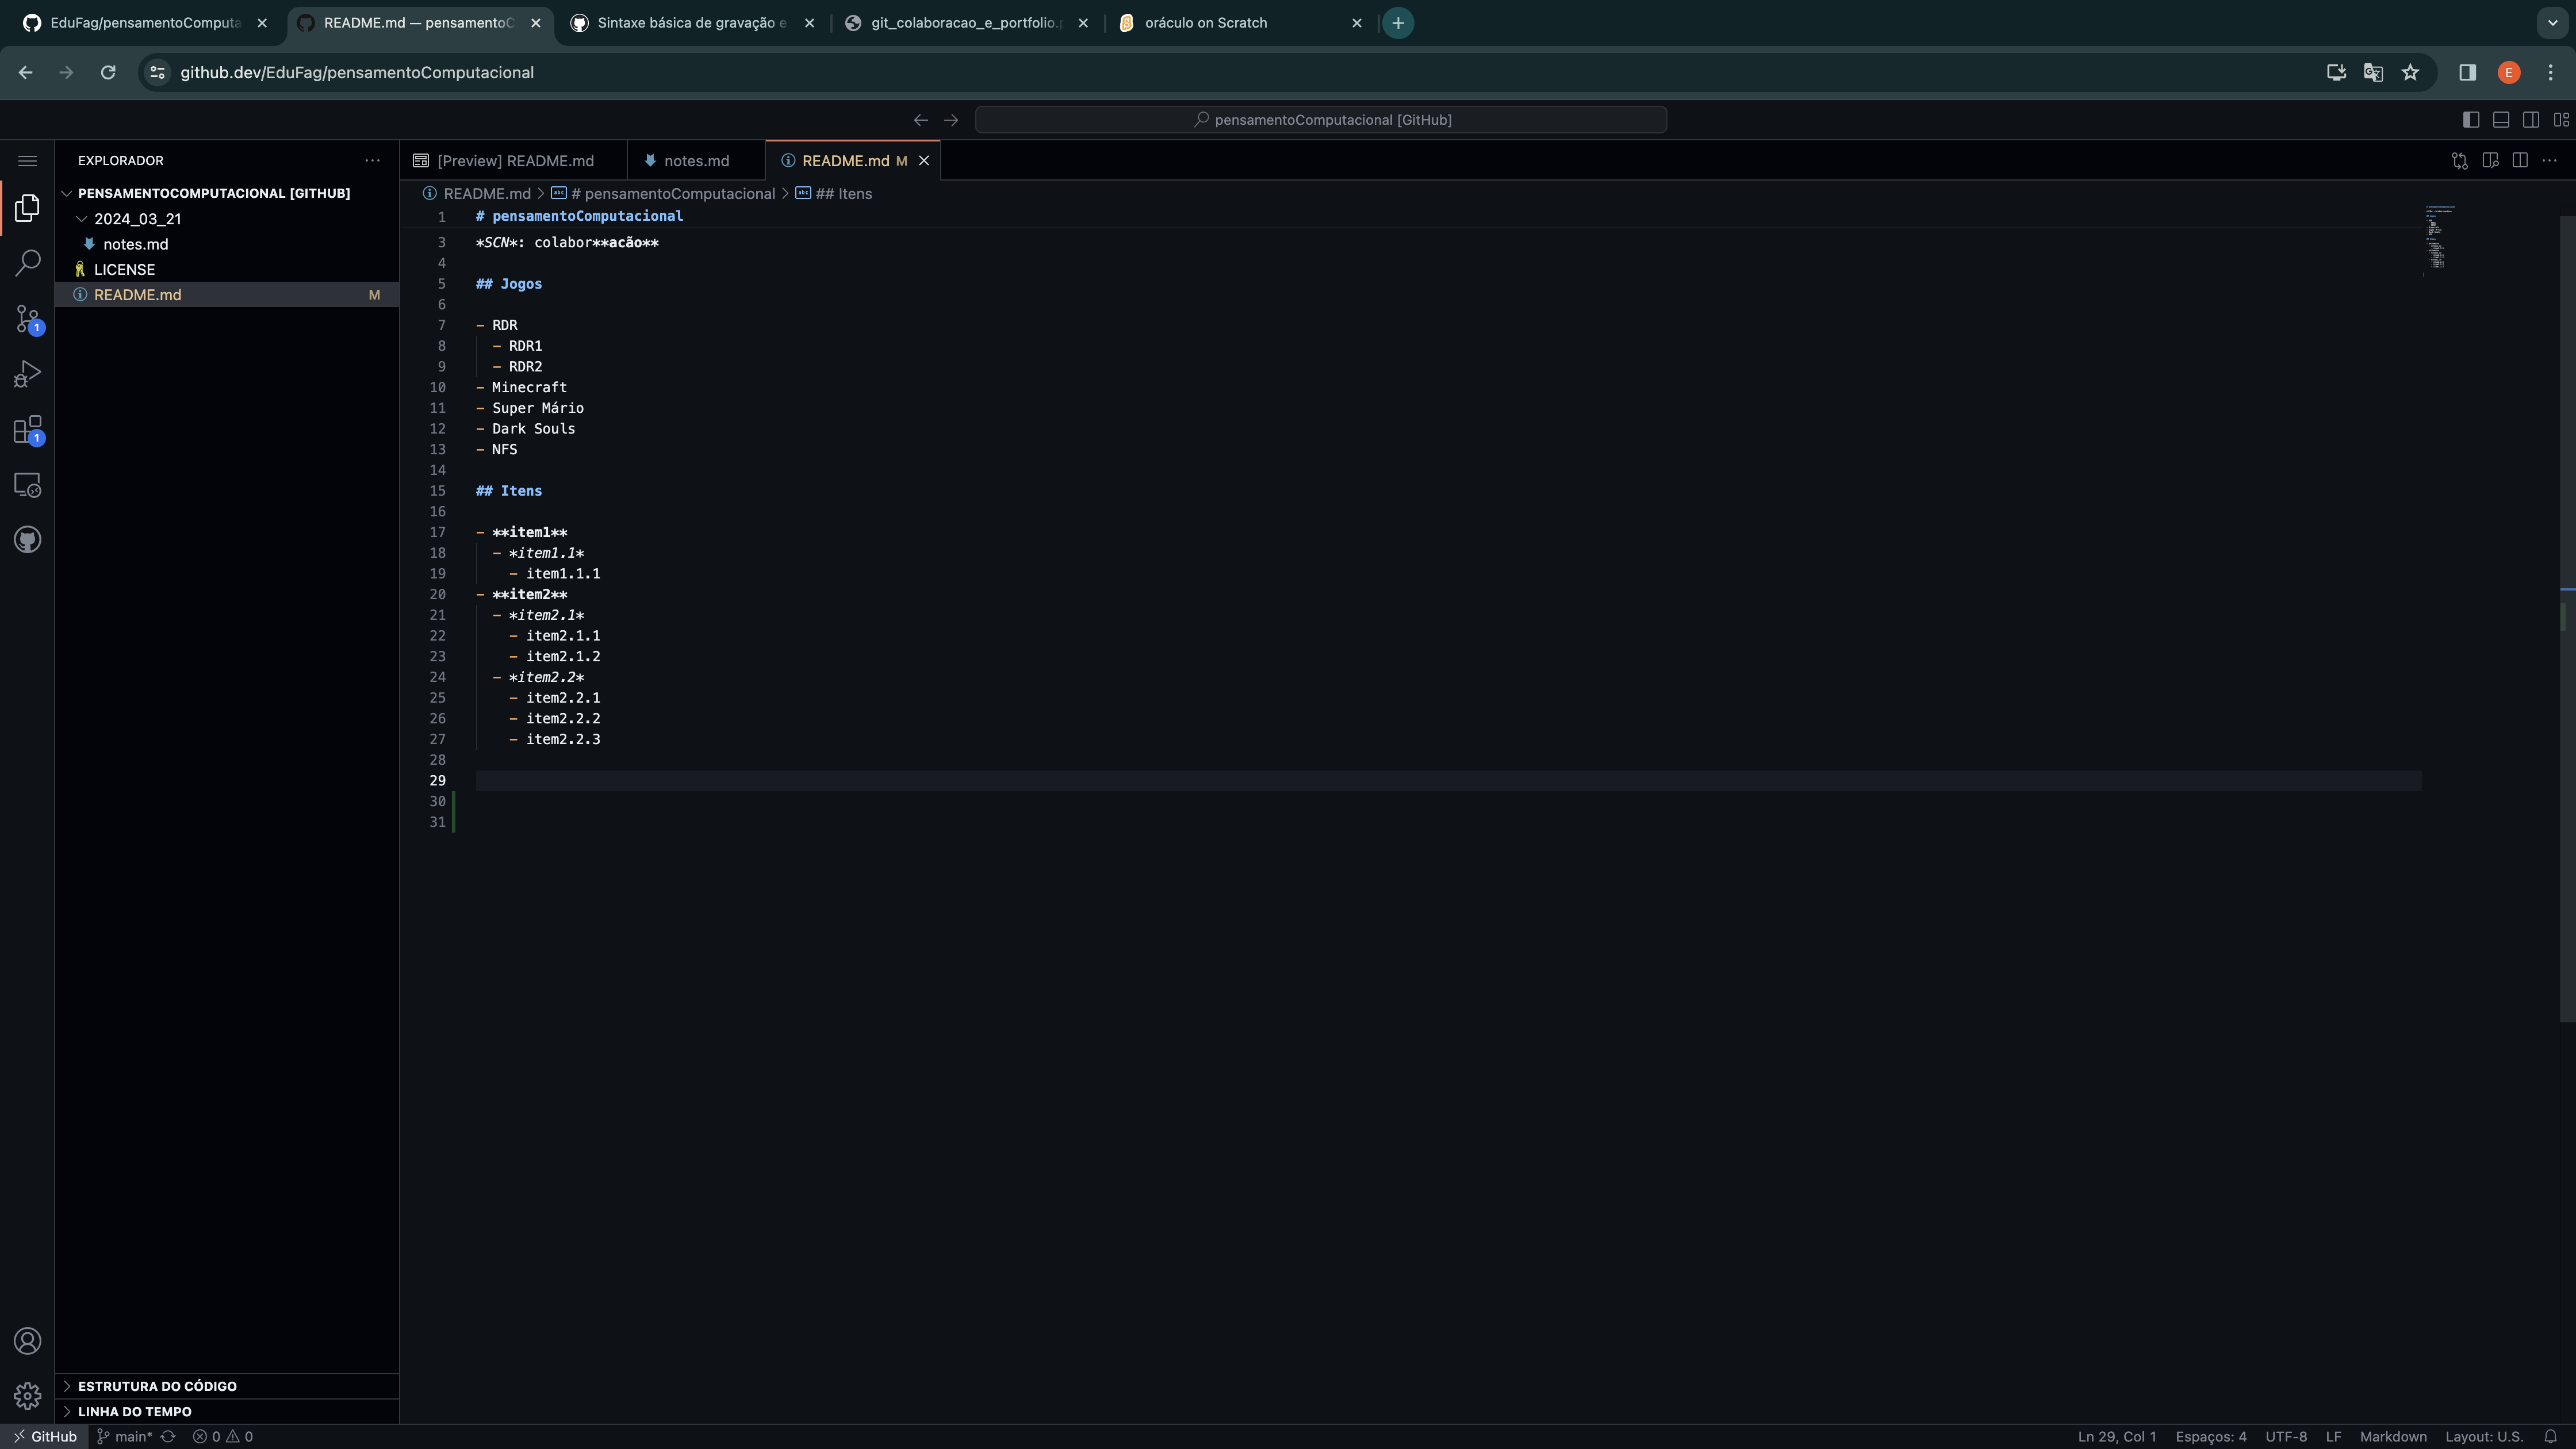 EduFag/pensamentoComputa
README.md — pensamentoC
Sintaxe básica de gravação e
git_colaboracao_e_portfolio.p
oráculo on Scratch
github.dev/EduFag/pensamentoComputacional
E
pensamentoComputacional [GitHub]
EXPLORADOR
[Preview] README.md
notes.md
README.md M
PENSAMENTOCOMPUTACIONAL [GITHUB]
2024_03_21
notes.md
LICENSE
README.md M
1
1
README.md > # pensamentoComputacional > ## Itens
1 # pensamentoComputacional
3 *SCN*: colabor**acão**
4
5 ## Jogos
6
7 - RDR
8 - RDR1
9 - RDR2
10 - Minecraft
11 - Super Mário
12 - Dark Souls
13 - NFS
14
15 ## Itens
16
17 - **item1**
18 - *item1.1*
19 - item1.1.1
20 - **item2**
21 - *item2.1*
22 - item2.1.1
23 - item2.1.2
24 - *item2.2*
25 - item2.2.1
26 - item2.2.2
27 - item2.2.3
28
29
30
31
ESTRUTURA DO CÓDIGO
LINHA DO TEMPO
GitHub main* 0 0 Ln 29, Col 1 Espaços: 4 UTF-8 LF Markdown Layout: U.S.